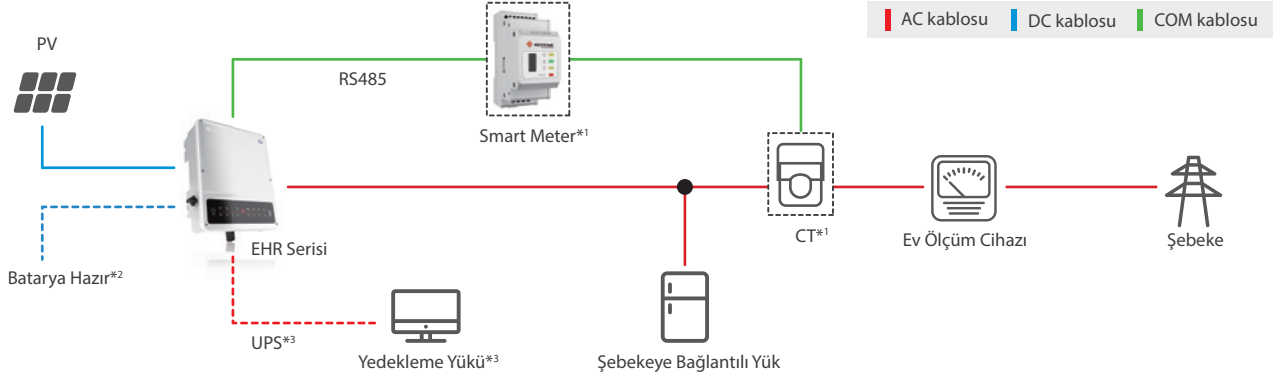 AC kablosu
DC kablosu
COM kablosu
PV
RS485
Smart Meter*1
EHR Serisi
CT*1
Ev Ölçüm Cihazı
Şebeke
Batarya Hazır*2
UPS*3
Yedekleme Yükü*3
Şebekeye Bağlantılı Yük